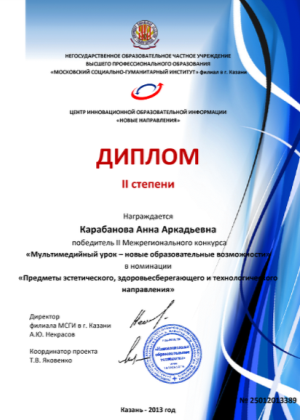 НЕГОСУДАРСТВЕННОЕ ОБРАЗОВАТЕЛЬНОЕ ЧАСТНОЕ УЧРЕЖДЕНИЕ
ВЫСШЕГО ПРОФЕССИОНАЛЬНОГО ОБРАЗОВАНИЯ
«МОСКОВСКИЙ СОЦИАЛЬНО-ГУМАНИТАРНЫЙ ИНСТИТУТ» филиал в г. Казани
ЦЕНТР ИННОВАЦИОННОЙ ОБРАЗОВАТЕЛЬНОЙ ИНФОРМАЦИИ
«НОВЫЕ НАПРАВЛЕНИЯ»
ДИПЛОМ
II степени
Награждается
Карабанова Анна Аркадьевна
победитель II Межрегионального конкурса
«Мультимедийный урок – новые образовательные возможности»
в номинации
«Предметы эстетического, здоровьесберегающего и технологического
направления»
Директор
филиала МСГИ в г. Казани
А.Ю. Некрасов
Координатор проекта
Т.В. Яковенко
№ 25012013389
Казань - 2013 год